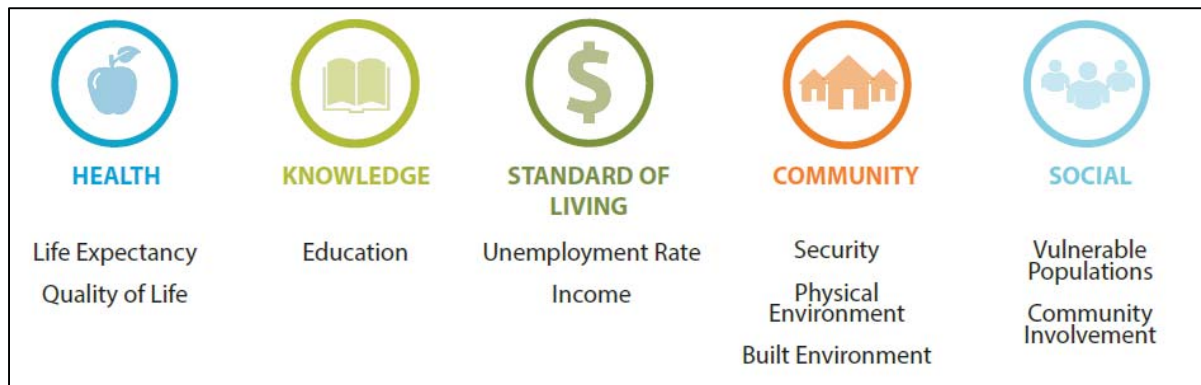 HEALTH
Life Expectancy
Quality of Life
KNOWLEDGE
Education
$
STANDARD OF
LIVING
Unemployment Rate
Income
COMMUNITY
Security
Physical
Environment
Built Environment
SOCIAL
Vulnerable
Populations
Community
Involvement